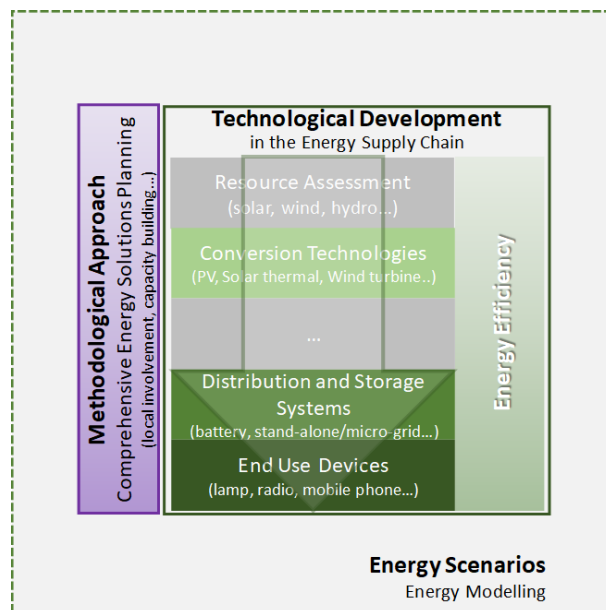 Methodological Approach
Comprehensive Energy Solutions Planning
(local involvement, capacity building...)
Technological Development
in the Energy Supply Chain
Resource Assessment
(solar, wind, hydro...)
Conversion Technologies
(PV, Solar thermal, Wind turbine..)
...
Distribution and Storage
Systems
(battery, stand-alone/micro-grid...)
End Use Devices
(lamp, radio, mobile phone...)
Energy Efficiency
Energy Scenarios
Energy Modelling